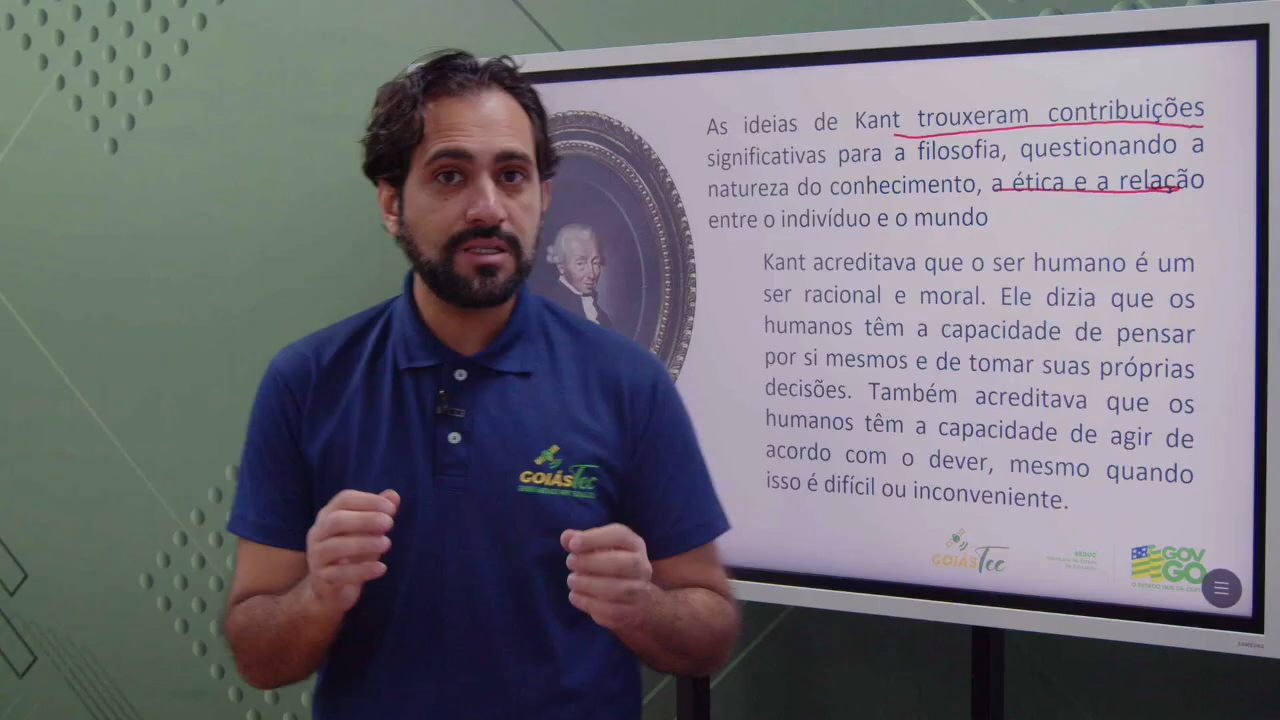 As ideias de Kant trouxeram contribuições
significativas para a filosofia, questionando a
natureza do conhecimento, a ética e a relação
entre o indivíduo e o mundo
Kant acreditava que o ser humano é um
ser racional e moral. Ele dizia que os
humanos têm a capacidade de pensar
por si mesmos e de tomar suas próprias
decisões. Também acreditava que os
humanos têm a capacidade de agir de
acordo com o dever, mesmo quando
isso é difícil ou inconveniente.
GOIÁSTec
GOIÁSTec
SEDUC
GOV
GO
SAMSUNG